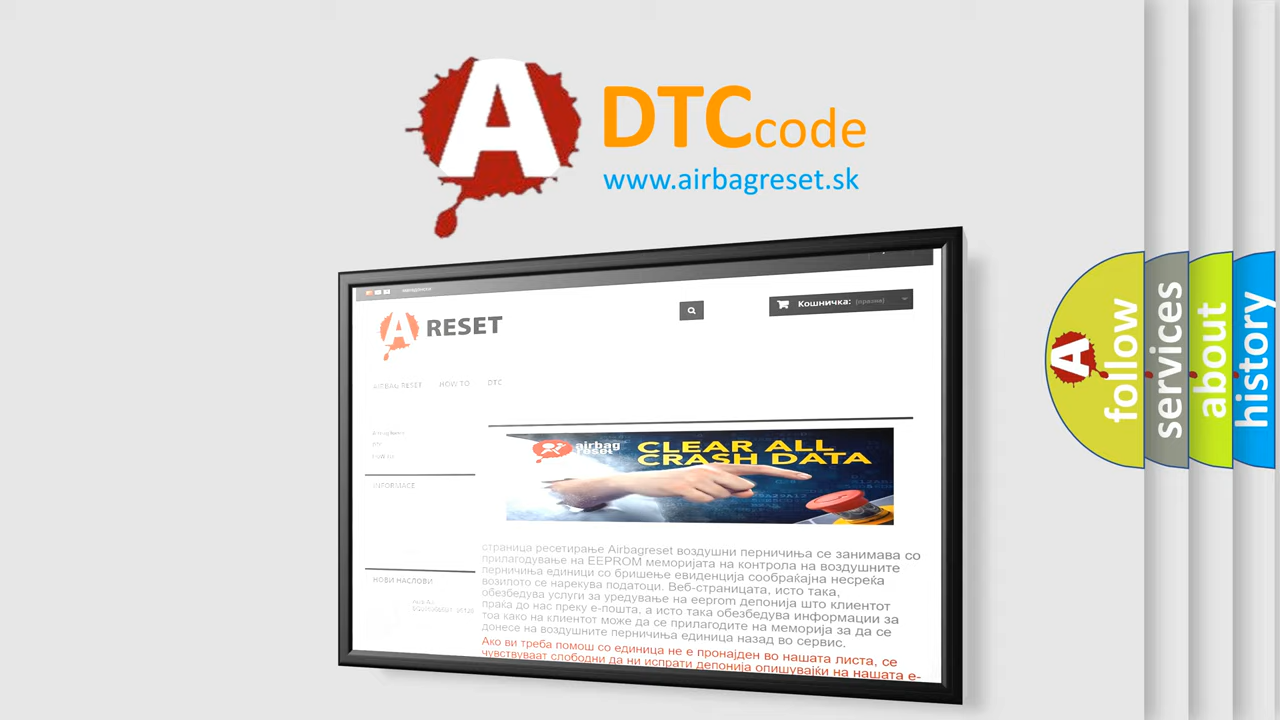 A
DTCcode
www.airbagreset.sk
A RESET
Кошничка: (празни)
AIRBAG RESET HOW TO DTC
airbag reset
CLEAR ALL
CRASH DATA
INFORMACE
НОВИ НАСЛОВИ
страница ресетирање Airbagreset воздушни перничиња се занимава со
прилагодување на EEPROM меморијата на контрола на воздушните
перничиња единици со бришење евиденција сообраќајна несреќа
возилото се нарекува податоци. Веб-страницата, исто така,
обезбедува услуги за уредување на eeprom депонија што клиентот
праќа до нас преку е-пошта, а исто така обезбедува информации за
тоа како на клиентот може да се прилагодите на меморија за да се
донесе на воздушните перничиња единица назад во сервис.
Ако ви треба помош со единица не е пронајден во нашата листа, се
чувствуваат слободни да ни испрати депонија опишувајќи на нашата е-
A
follow
services
about
history